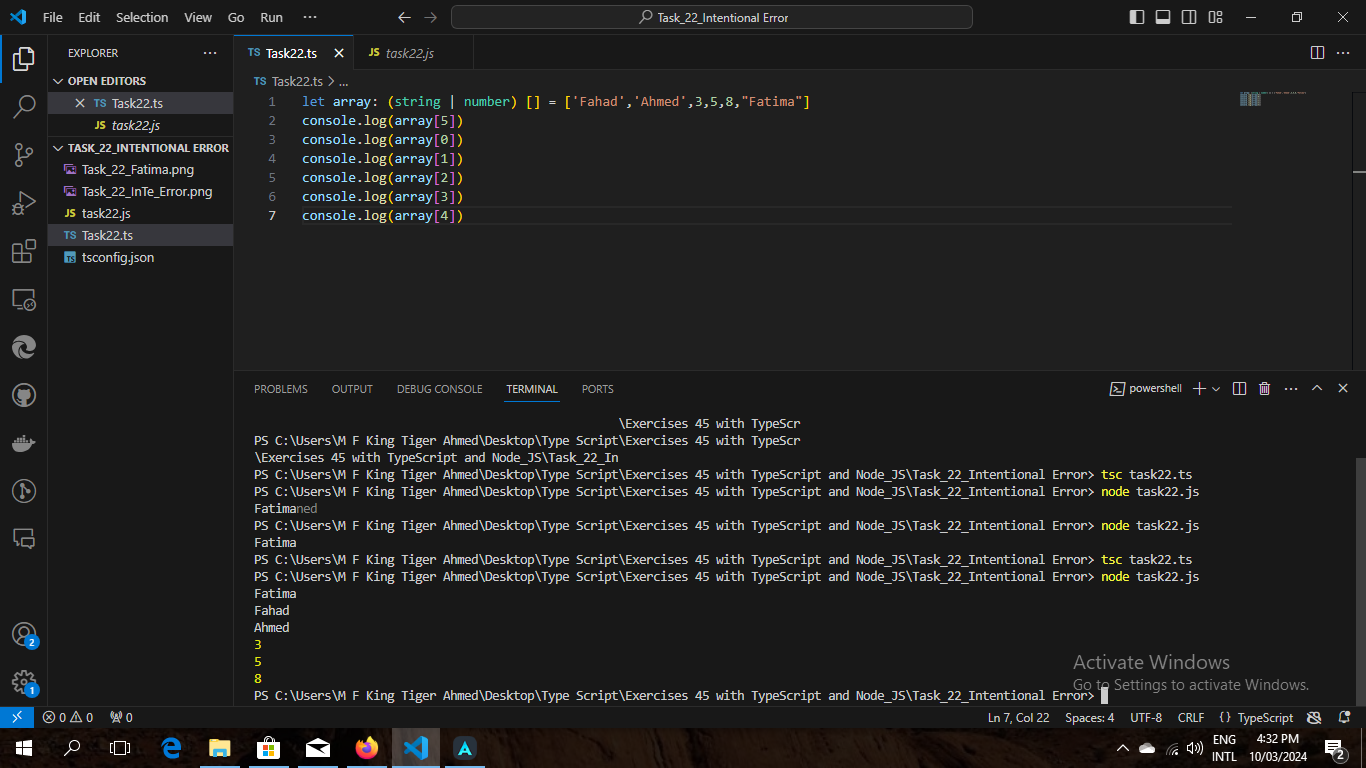 File Edit Selection View Go Run ··· Task_22_Intentional Error
EXPLORER ···
OPEN EDITORS
TS Task22.ts
JS task22.js
TASK_22_INTENTIONAL ERROR
Task_22_Fatima.png
Task_22_InTe_Error.png
JS task22.js
TS Task22.ts
tsconfig.json
TS Task22.ts JS task22.js
TS Task22.ts > ...
1 let array: (string | number) [] = ['Fahad','Ahmed',3,5,8,"Fatima"]
2 console.log(array[5])
3 console.log(array[0])
4 console.log(array[1])
5 console.log(array[2])
6 console.log(array[3])
7 console.log(array[4])
PROBLEMS OUTPUT DEBUG CONSOLE TERMINAL PORTS powershell
\Exercises 45 with TypeScr
PS C:\Users\M F King Tiger Ahmed\Desktop\Type Script\Exercises 45 with TypeScr
\Exercises 45 with TypeScript and Node_JS\Task_22_In
PS C:\Users\M F King Tiger Ahmed\Desktop\Type Script\Exercises 45 with TypeScript and Node_JS\Task_22_Intentional Error> tsc task22.ts
PS C:\Users\M F King Tiger Ahmed\Desktop\Type Script\Exercises 45 with TypeScript and Node_JS\Task_22_Intentional Error> node task22.js
Fatimaned
PS C:\Users\M F King Tiger Ahmed\Desktop\Type Script\Exercises 45 with TypeScript and Node_JS\Task_22_Intentional Error> node task22.js
Fatima
PS C:\Users\M F King Tiger Ahmed\Desktop\Type Script\Exercises 45 with TypeScript and Node_JS\Task_22_Intentional Error> tsc task22.ts
PS C:\Users\M F King Tiger Ahmed\Desktop\Type Script\Exercises 45 with TypeScript and Node_JS\Task_22_Intentional Error> node task22.js
Fatima
Fahad
Ahmed
3
5
8
PS C:\Users\M F King Tiger Ahmed\Desktop\Type Script\Exercises 45 with TypeScript and Node_JS\Task_22_Intentional Error>
Activate Windows
Go to Settings to activate Windows.
2
1
0 0 0 Ln 7, Col 22 Spaces: 4 UTF-8 CRLF {} TypeScript
ENG
INTL
4:32 PM
10/03/2024
2